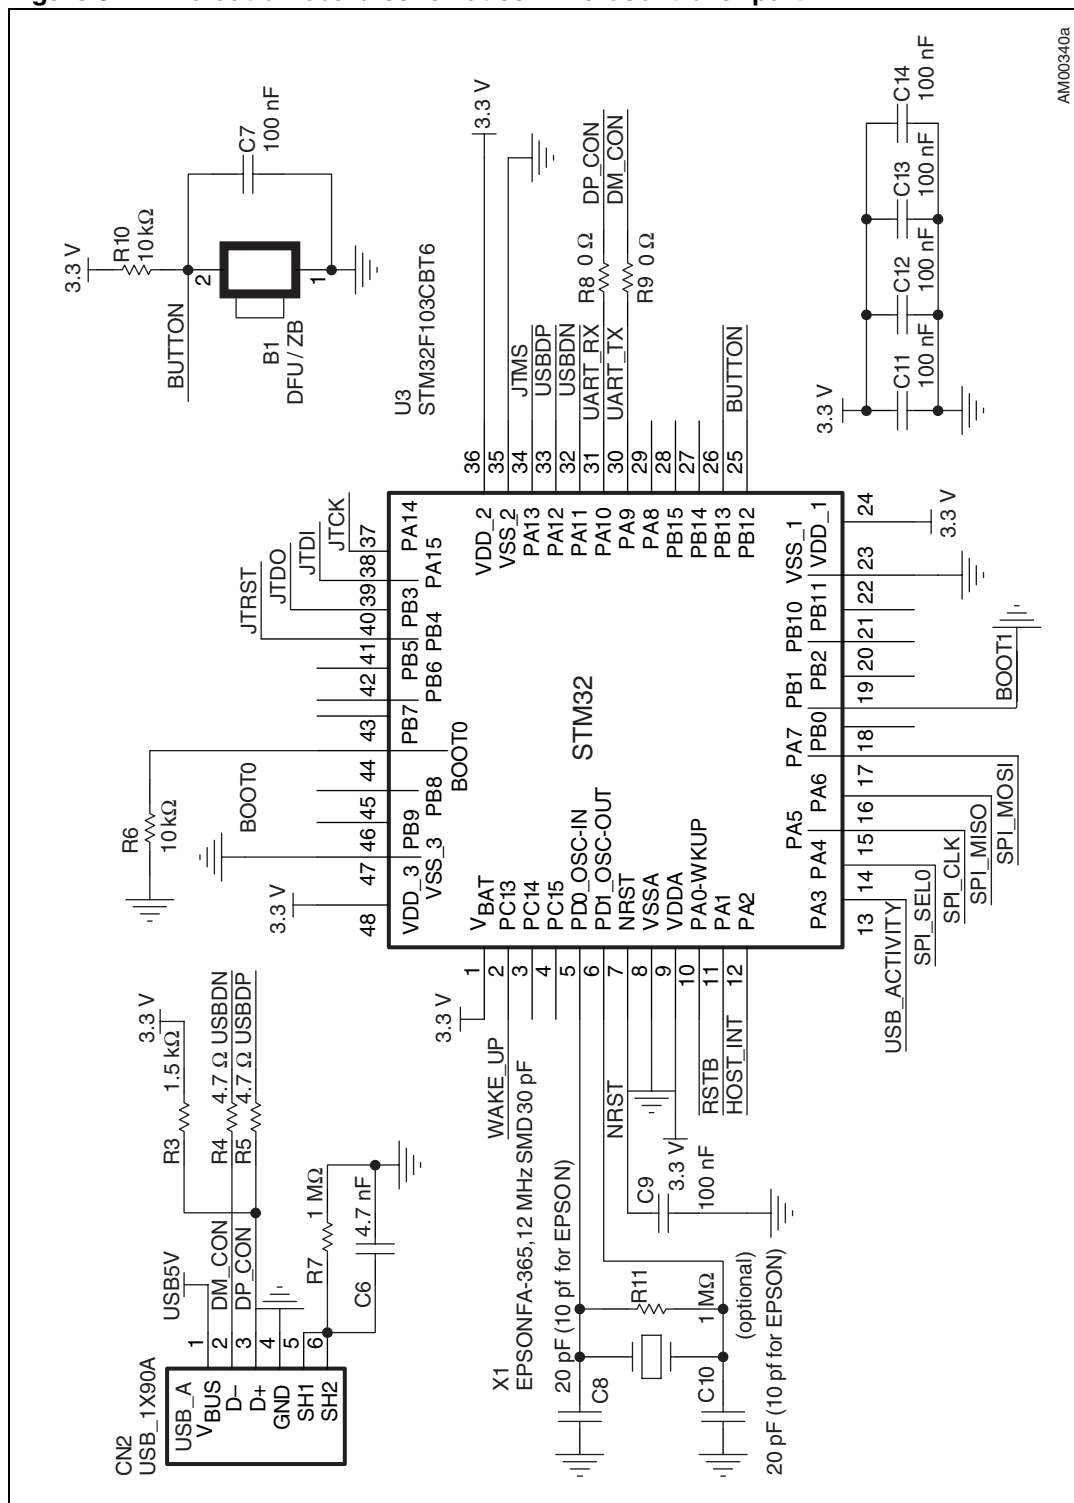 AM00340a
3.3 V
R10
10 kΩ
C7
100 nF
BUTTON
2
1
B1
DFU / ZB
U3
STM32F103CBT6
3.3 V
JTMS
USBDP
USBDN
UART_RX
UART_TX
R8 0 Ω
DP_CON
R9 0 Ω
DM_CON
BUTTON
3.3 V
C11
100 nF
C12
100 nF
C13
100 nF
C14
100 nF
36
35
34
33
32
31
30
29
28
27
26
25
VDD_2
VSS_2
PA13
PA12
PA11
PA10
PA9
PA8
PB15
PB14
PB13
PB12
JTRST
JTDO
JTDI
JTCK
37
38
39
40
41
42
43
44
45
46
47
48
PA14
PA15
PB3
PB4
PB5
PB6
PB7
BOOT0
PB8
PB9
VSS_3
VDD_3
R6
10 kΩ
BOOT0
3.3 V
STM32
VBAT
PC13
PC14
PC15
PD0_OSC-IN
PD1_OSC-OUT
NRST
VSSA
VDDA
PA0-WKUP
PA1
PA2
1
2
3
4
5
6
7
8
9
10
11
12
PA3
PA4
PA5
PA6
PA7
PB0
PB1
PB2
PB10
PB11
VSS_1
VDD_1
13
14
15
16
17
18
19
20
21
22
23
24
USB_ACTIVITY
SPI_SEL0
SPI_CLK
SPI_MISO
SPI_MOSI
BOOT1
3.3 V
3.3 V
WAKE_UP
NRST
RSTB
HOST_INT
3.3 V
C9
100 nF
X1
EPSONFA-365,12 MHz SMD 30 pF
20 pF (10 pf for EPSON)
C8
R11
1 MΩ
(optional)
C10
20 pF (10 pf for EPSON)
CN2
USB_1X90A
USB_A
VBUS
D−
D+
GND
SH1
SH2
1
2
3
4
5
6
USB5V
DM_CON
DP_CON
R3
1.5 kΩ
3.3 V
R4
4.7 Ω USBDN
R5
4.7 Ω USBDP
R7
1 MΩ
C6
4.7 nF